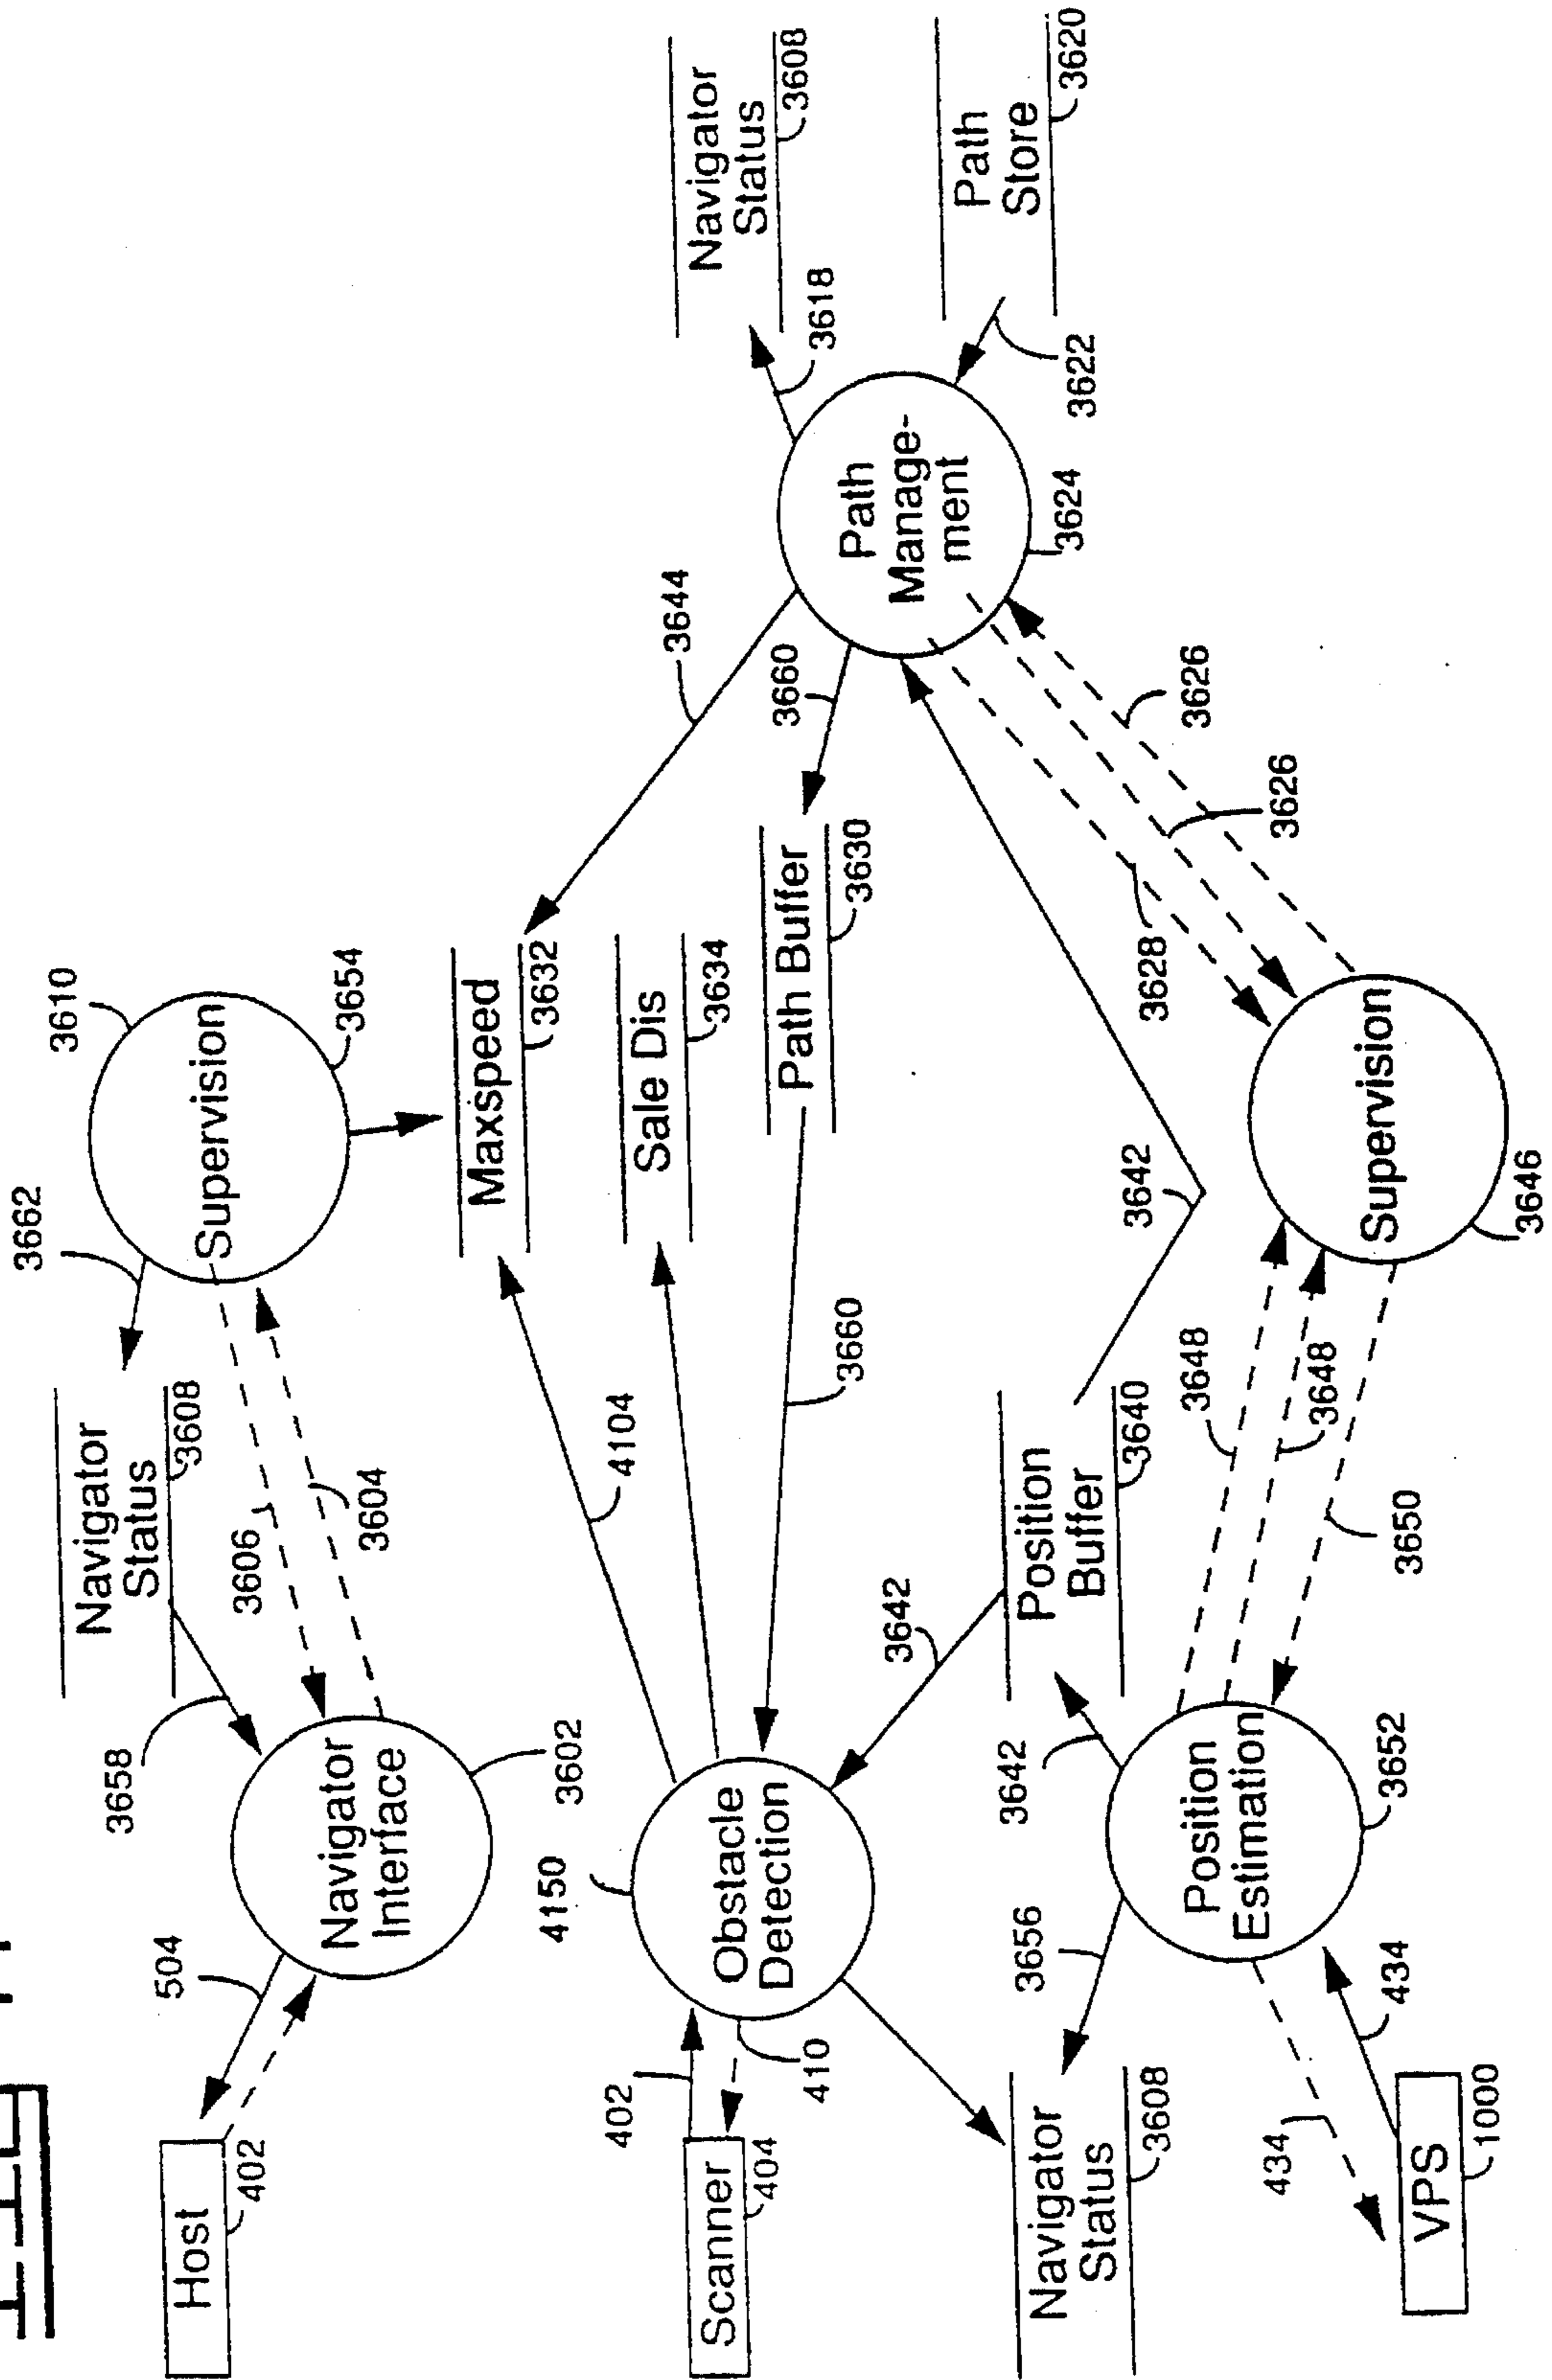 Host
402
504
Navigator
Interface
3602
3658
Navigator
Status
3608
3606
3604
3662
Supervision
3610
3654
Maxspeed
3632
Sale Dis
3634
Path Buffer
3630
3644
3660
3660
4104
Scanner
404
402
410
Obstacle
Detection
4150
3642
Navigator
Status
3608
3656
Position
Buffer
3640
3642
3642
Position
Estimation
3652
VPS
1000
434
434
3648
3648
3650
Supervision
3646
3628
3626
3626
Path
Manage-
ment
3624
3618
Navigator
Status
3608
3622
Path
Store
3620